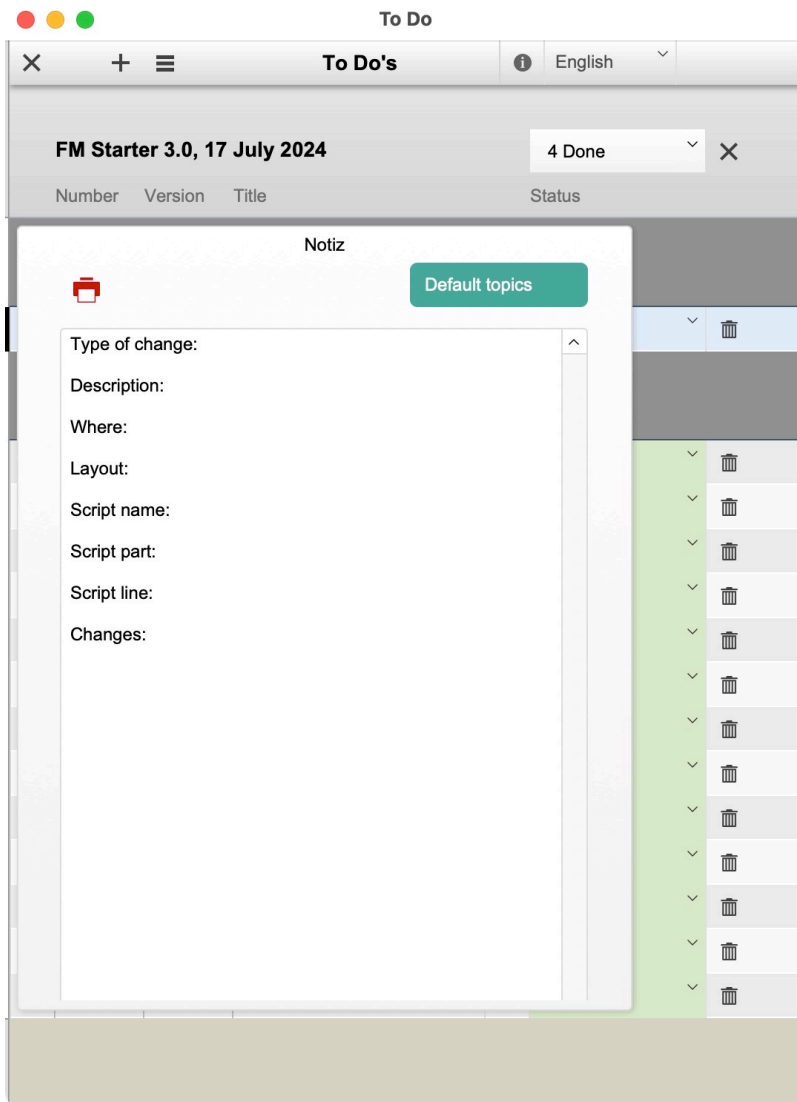 To Do
To Do's
English
FM Starter 3.0, 17 July 2024
4 Done
Number Version Title Status
Notiz
Default topics
Type of change:
Description:
Where:
Layout:
Script name:
Script part:
Script line:
Changes: